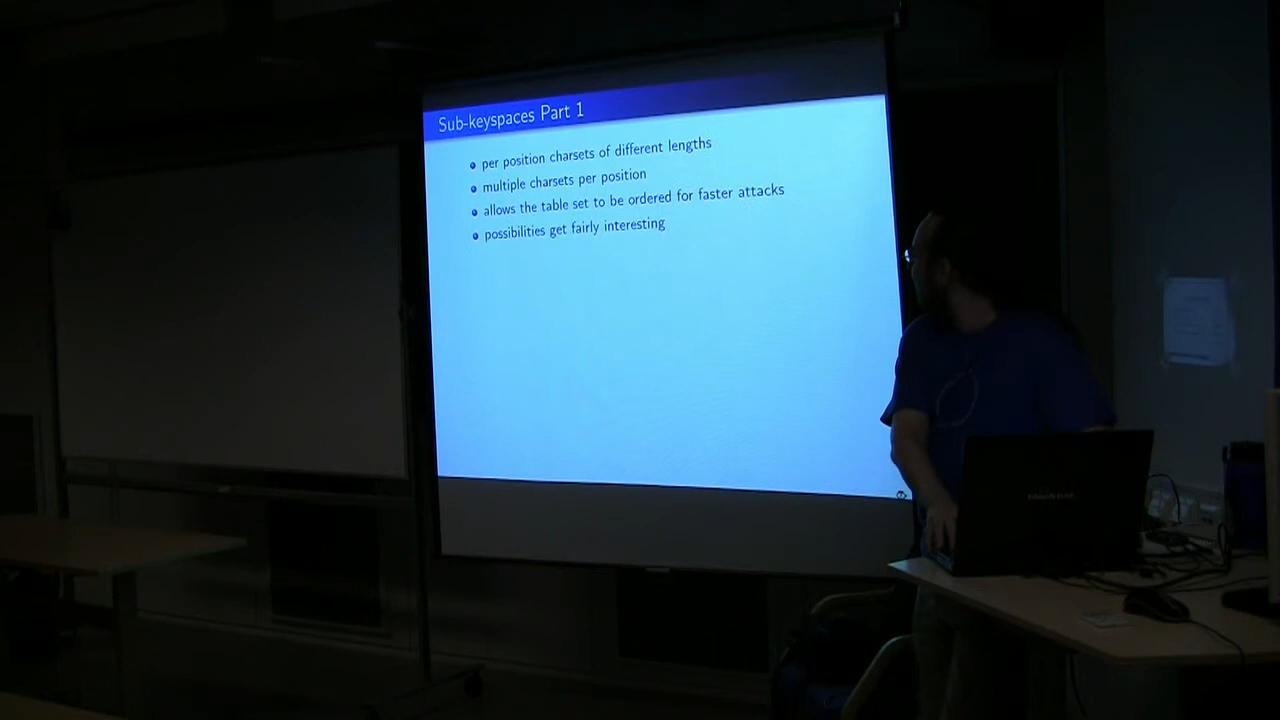 Sub-keyspaces Part 1
per position charsets of different lengths
multiple charsets per position
allows the table set to be ordered for faster attacks
possibilities get fairly interesting